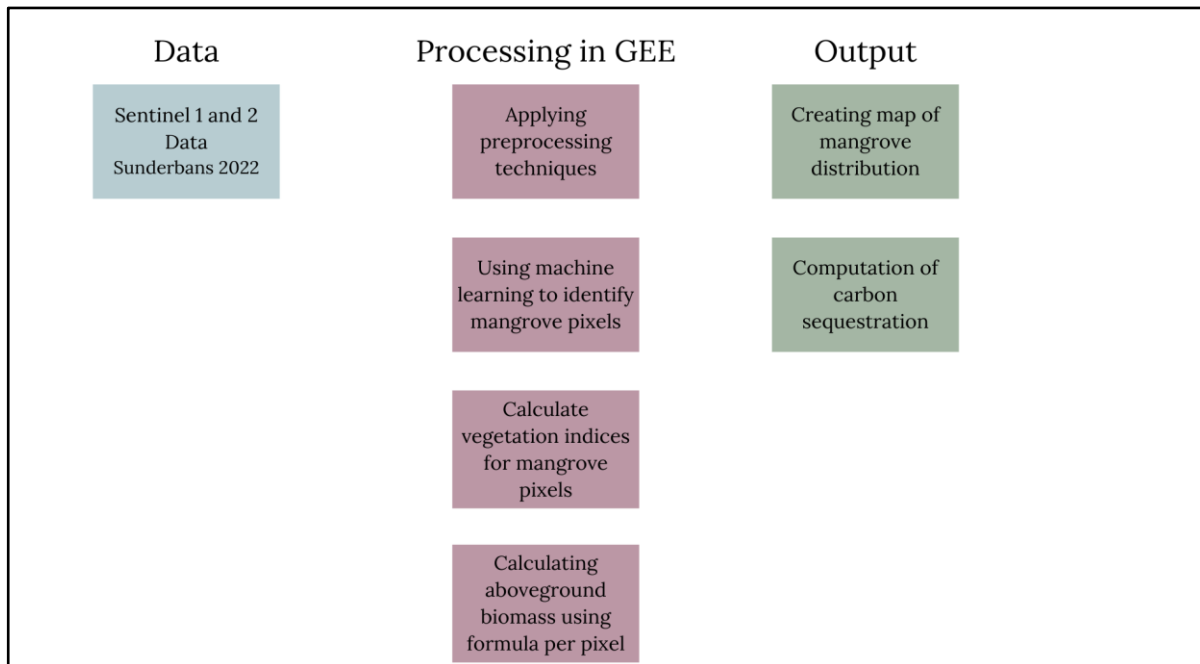 Data
Sentinel 1 and 2
Data
Sunderbans 2022
Processing in GEE
Applying
preprocessing
techniques
Using machine
learning to identify
mangrove pixels
Calculate
vegetation indices
for mangrove
pixels
Calculating
aboveground
biomass using
formula per pixel
Output
Creating map of
mangrove
distribution
Computation of
carbon
sequestration